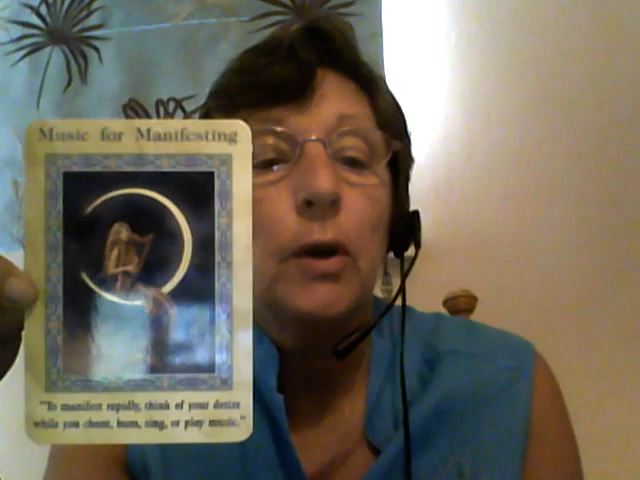 Music for Manifesting
"To manifest rapidly, think of your desire
while you chant, hum, sing, or play music."